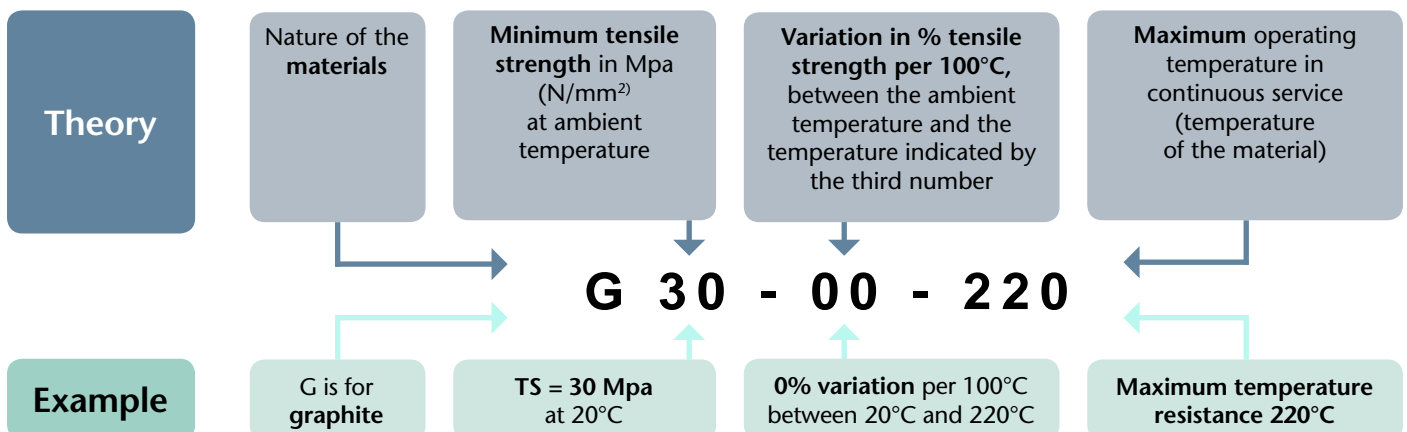 Theory
Nature of the
materials
Minimum tensile
strength in Mpa
(N/mm²⁾
at ambient
temperature
Variation in % tensile
strength per 100°C,
between the ambient
temperature and the
temperature indicated by
the third number
Maximum operating
temperature in
continuous service
(temperature
of the material)
G 30 - 00 - 220
Example
G is for
graphite
TS = 30 Mpa
at 20°C
0% variation per 100°C
between 20°C and 220°C
Maximum temperature
resistance 220°C